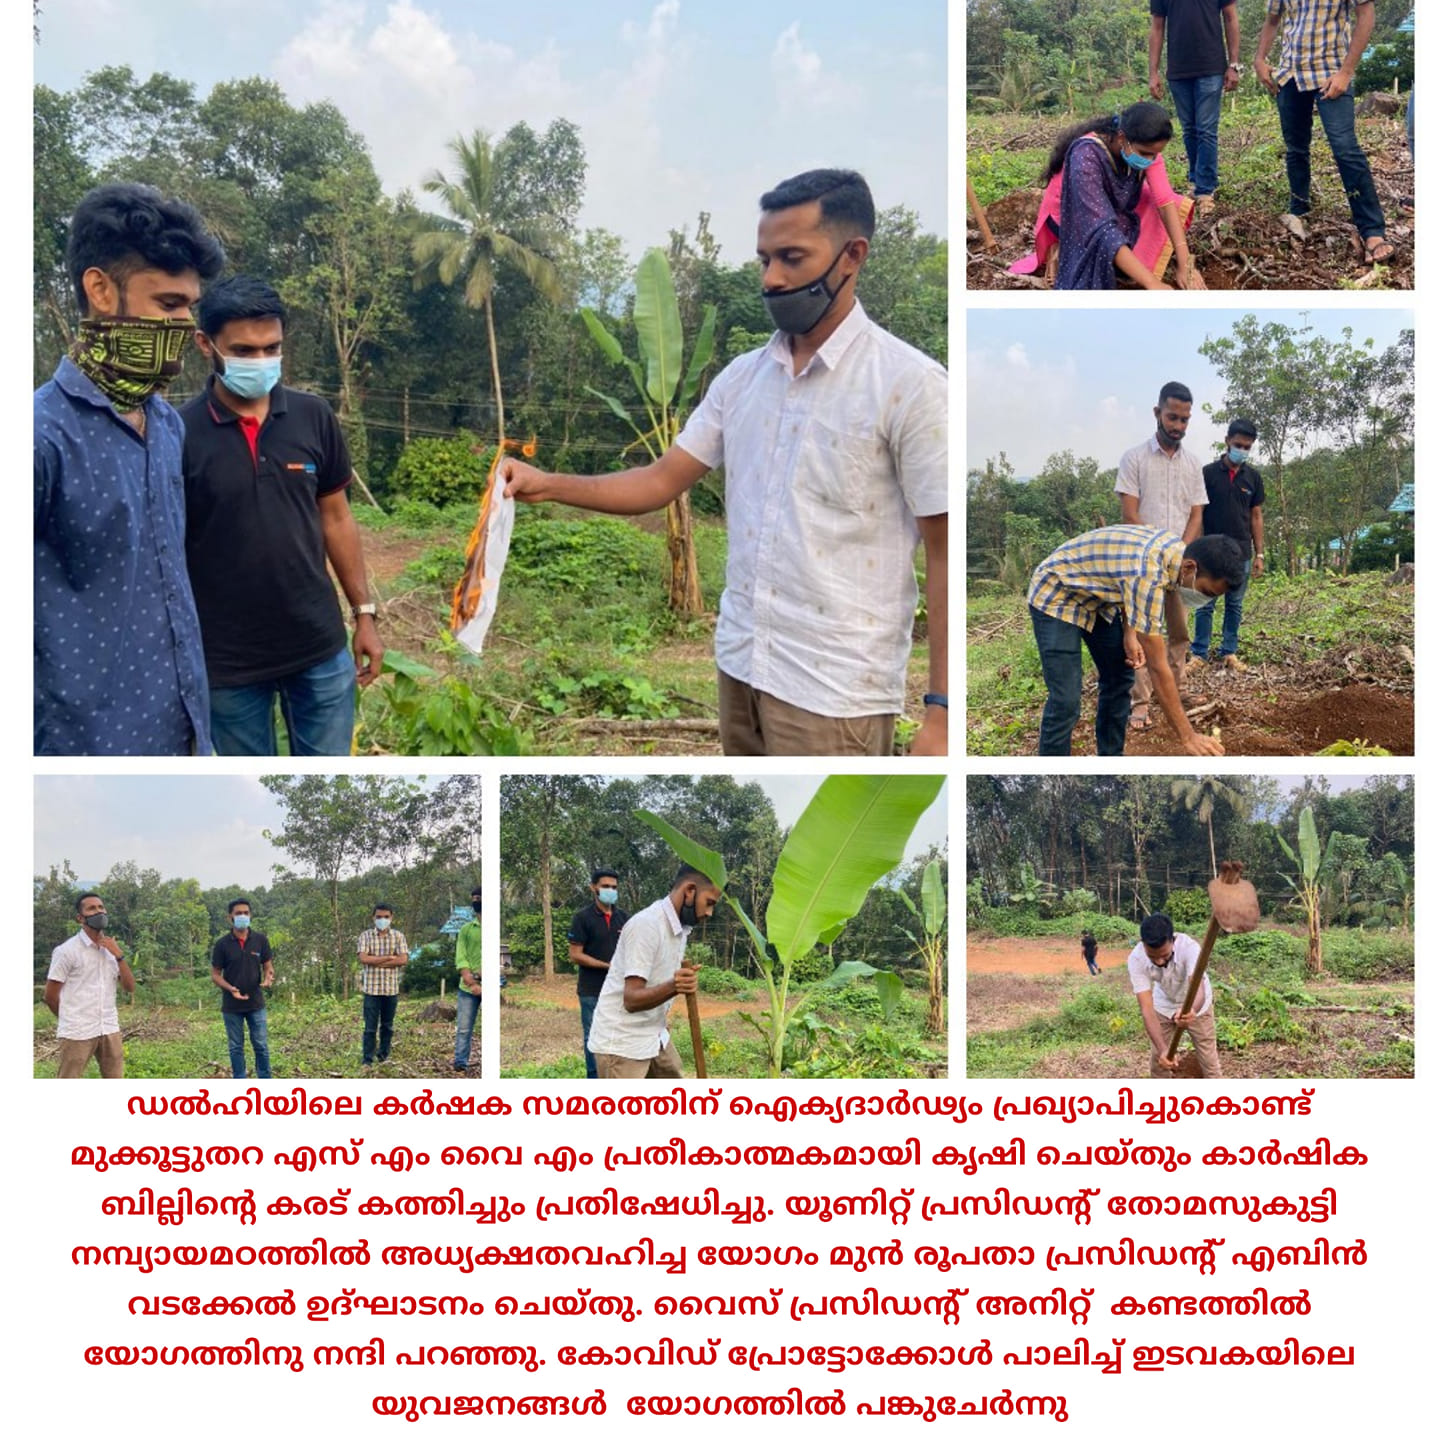 ഡൽഹിയിലെ കർഷക സമരത്തിന് ഐക്യദാർഢ്യം പ്രഖ്യാപിച്ചുകൊണ്ട്
മുക്കൂട്ടുതറ എസ് എം വൈ എം പ്രതീകാത്മകമായി കൃഷി ചെയ്തും കാർഷിക
ബില്ലിന്റെ കരട് കത്തിച്ചും പ്രതിഷേധിച്ചു. യൂണിറ്റ് പ്രസിഡന്റ് തോമസുകുട്ടി
നമ്പ്യായമഠത്തിൽ അധ്യക്ഷതവഹിച്ച യോഗം മുൻ രൂപതാ പ്രസിഡന്റ് എബിൻ
വടക്കേൽ ഉദ്ഘാടനം ചെയ്തു. വൈസ് പ്രസിഡന്റ് അനിറ്റ് കണ്ടത്തിൽ
യോഗത്തിനു നന്ദി പറഞ്ഞു. കോവിഡ് പ്രോട്ടോക്കോൾ പാലിച്ച് ഇടവകയിലെ
യുവജനങ്ങൾ യോഗത്തിൽ പങ്കുചേർന്നു